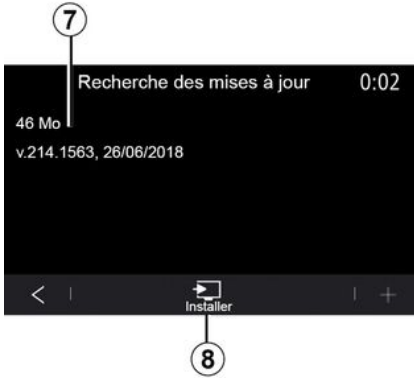 7
Recherche des mises à jour 0:02
46 Mo
v.214.1563, 26/06/2018
Installer
8